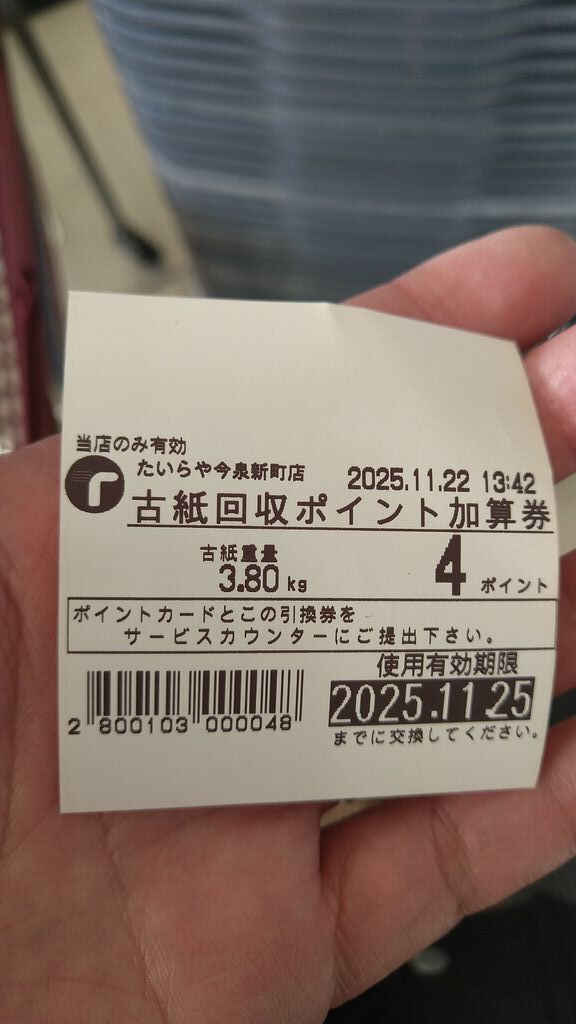 当店のみ有効
r たいらや今泉新町店 2025.11.22 13:42
古紙回収ポイント加算券
古紙重量
3.80 kg 4 ポイント
ポイントカードとこの引換券を
サービスカウンターにご提出下さい。
使用有効期限
2025.11.25
までに交換してください。
2 800103 000048